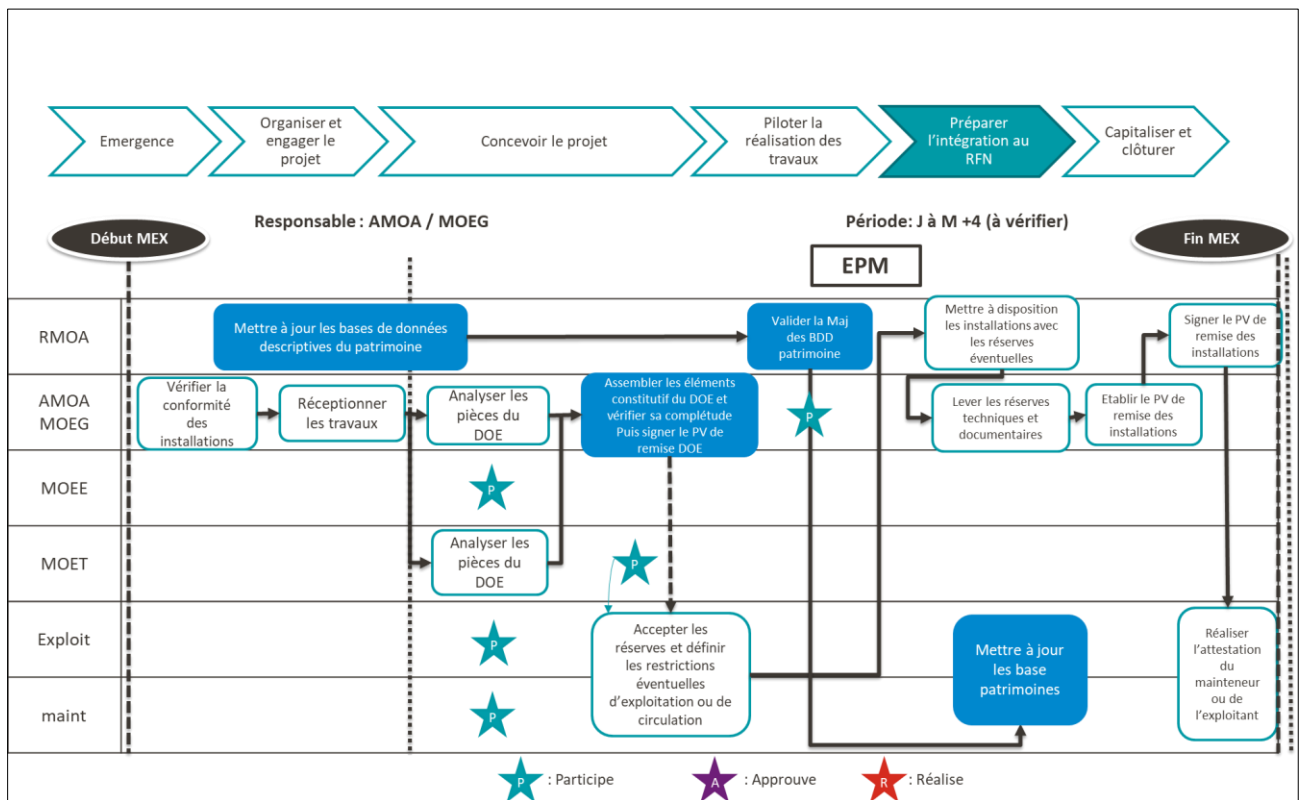 Emergence
Organiser et
engager le
projet
Concevoir le projet
Piloter la
réalisation des
travaux
Préparer
l'intégration au
RFN
Capitaliser et
clôturer
Responsable : AMOA / MOEG
Période: J à M +4 (à vérifier)
Début MEX
Fin MEX
EPM
RMOA
Mettre à jour les bases de données
descriptives du patrimoine
Valider la Maj
des BDD
patrimoine
Mettre à disposition
les installations avec
les réserves
éventuelles
Signer le PV de
remise des
installations
AMOA
MOEG
Vérifier la
conformité
des
installations
Réceptionner
les travaux
Analyser les
pièces du
DOE
Assembler les éléments
constitutif du DOE et
vérifier sa complétude
Puis signer le PV de
remise DOE
P
Lever les réserves
techniques et
documentaires
Etablir le PV de
remise des
installations
MOEE
P
MOET
Analyser les
pièces du
DOE
P
Exploit
P
Accepter les
réserves et définir
les restrictions
éventuelles
d'exploitation ou de
circulation
Mettre à jour
les base
patrimoines
Réaliser
l'attestation
du
mainteneur
ou de
l'exploitant
maint
P
P : Participe
A : Approuve
R : Réalise